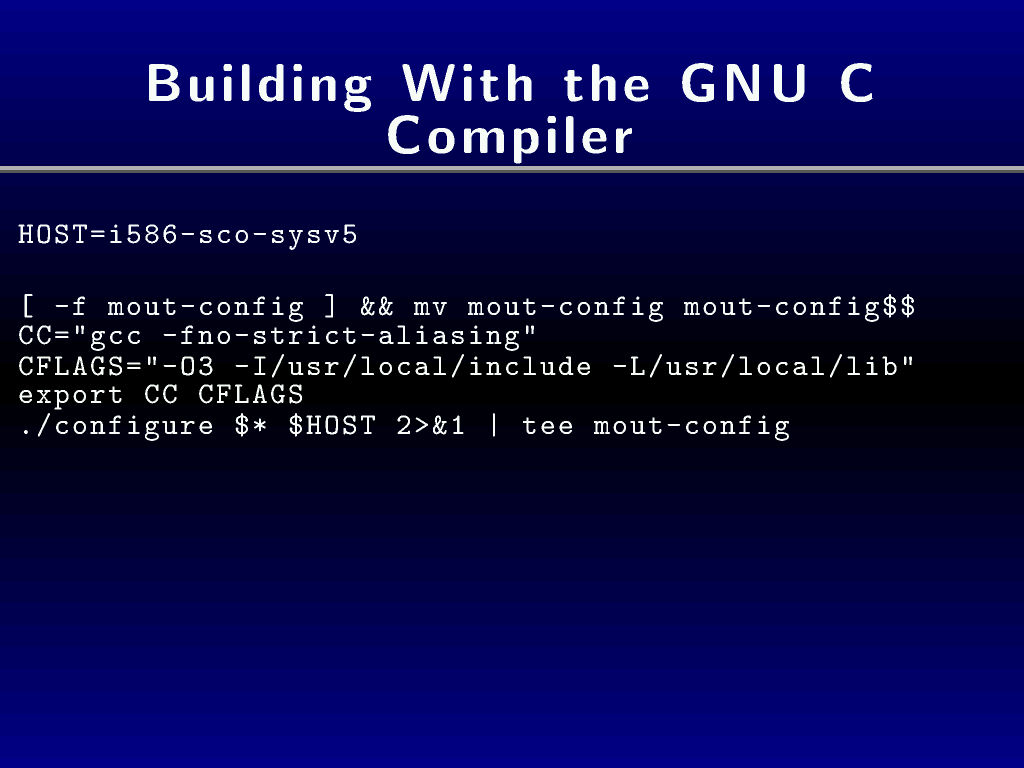 Building With the GNU C
Compiler
HOST=i586-sco-sysv5
[ -f mout-config ] && mv mout-config mout-config$$
CC="gcc -fno-strict-aliasing"
CFLAGS="-O3 -I/usr/local/include -L/usr/local/lib"
export CC CFLAGS
./configure $* $HOST 2>&1 | tee mout-config